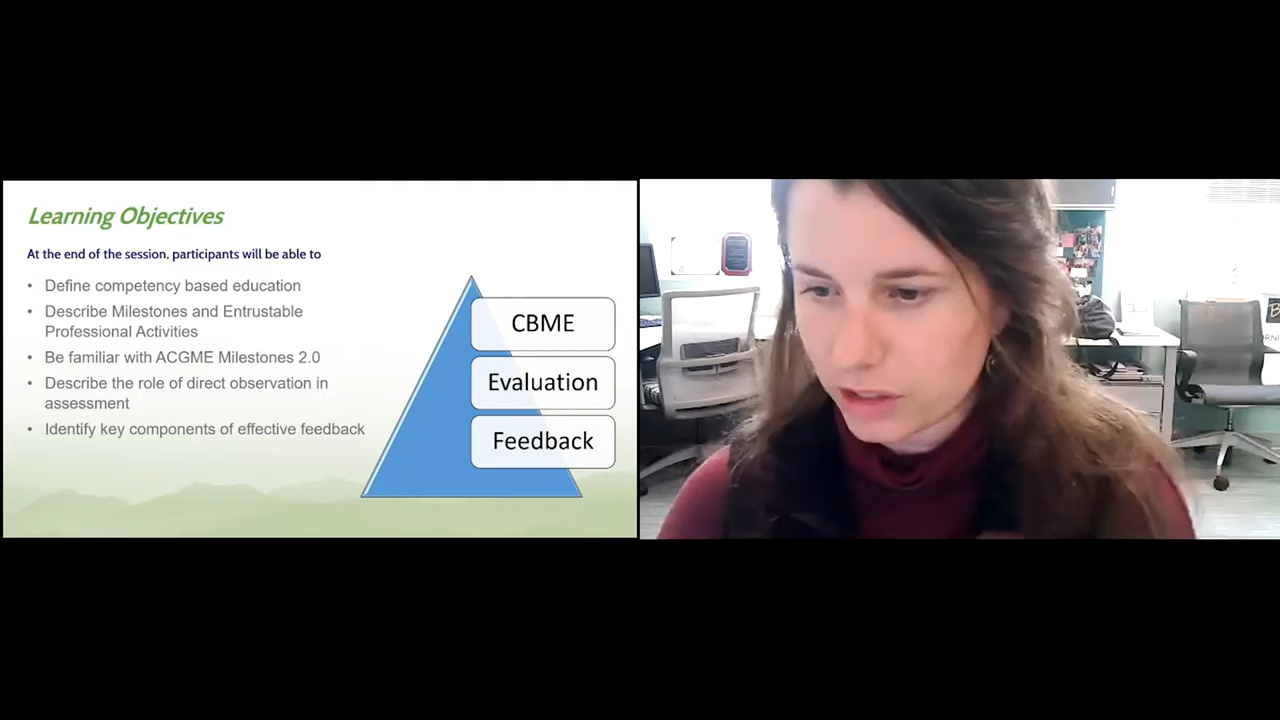 Learning Objectives
At the end of the session, participants will be able to
• Define competency based education
• Describe Milestones and Entrustable
Professional Activities
• Be familiar with ACGME Milestones 2.0
• Describe the role of direct observation in
assessment
• Identify key components of effective feedback
CBME
Evaluation
Feedback